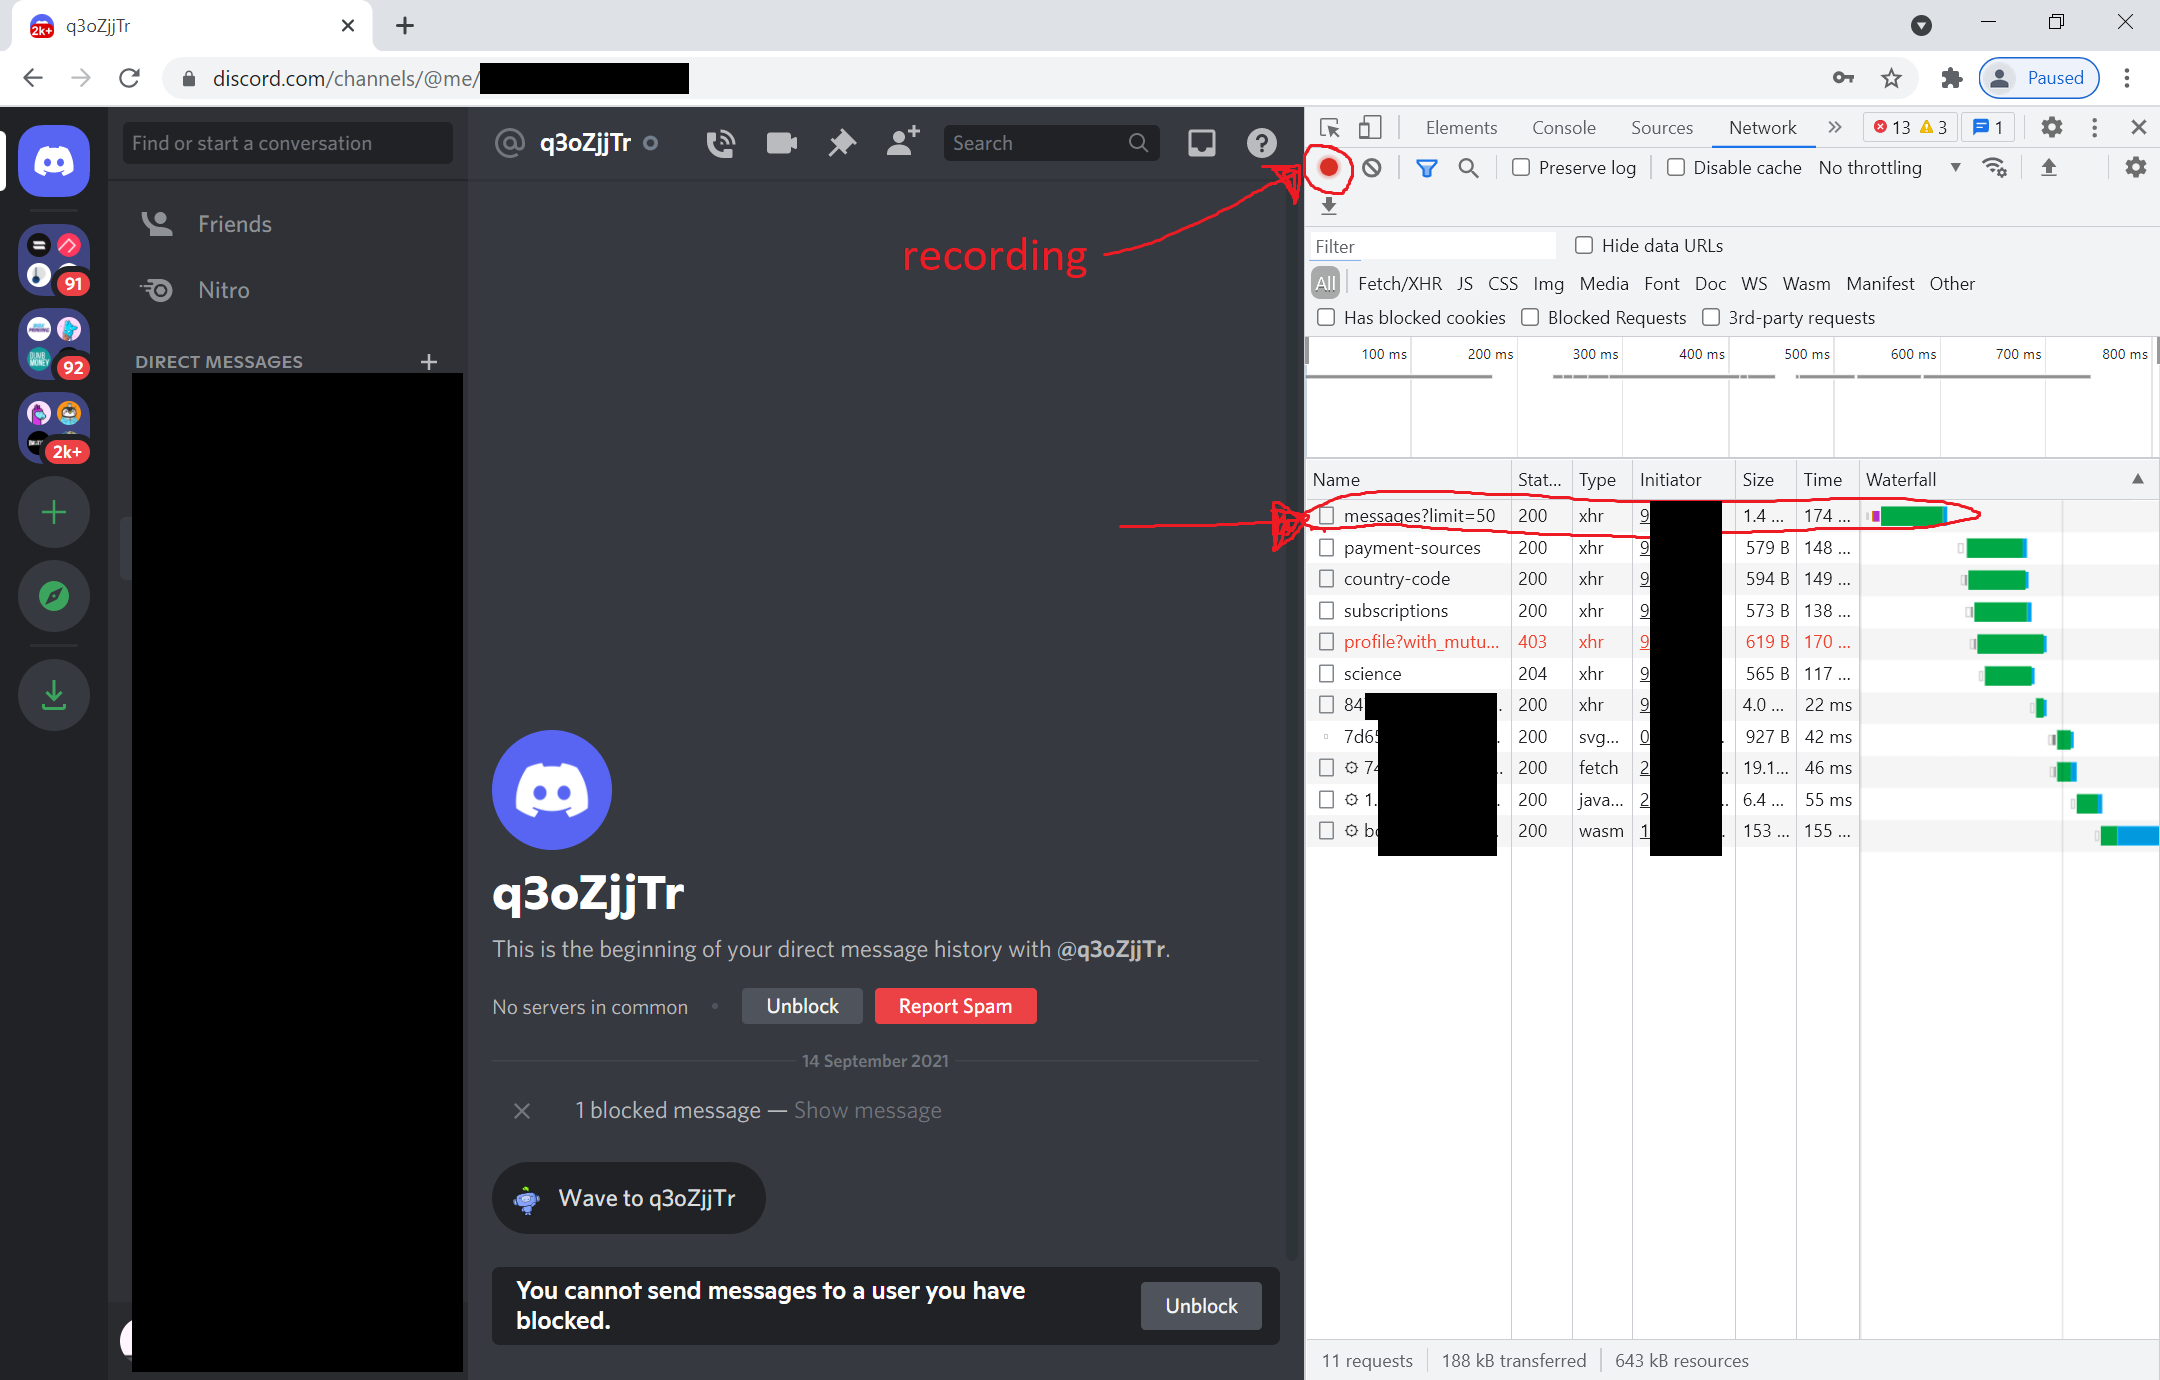 2k+ q3oZjjTr
discord.com/channels/@me/
Paused
Find or start a conversation
q3oZjjTr
Search
Friends
Nitro
DIRECT MESSAGES
91
92
DUMB MONEY
2k+
recording
q3oZjjTr
This is the beginning of your direct message history with @q3oZjjTr.
No servers in common
Unblock
Report Spam
14 September 2021
1 blocked message — Show message
Wave to q3oZjjTr
You cannot send messages to a user you have blocked.
Unblock
Elements Console Sources Network 13 3 1
Preserve log Disable cache No throttling
Filter Hide data URLs
All Fetch/XHR JS CSS Img Media Font Doc WS Wasm Manifest Other
Has blocked cookies Blocked Requests 3rd-party requests
100 ms 200 ms 300 ms 400 ms 500 ms 600 ms 700 ms 800 ms
Name Stat... Type Initiator Size Time Waterfall
messages?limit=50 200 xhr 9 1.4 ... 174 ...
payment-sources 200 xhr 9 579 B 148 ...
country-code 200 xhr 9 594 B 149 ...
subscriptions 200 xhr 9 573 B 138 ...
profile?with_mutu... 403 xhr 9 619 B 170 ...
science 204 xhr 9 565 B 117 ...
84 200 xhr 9 4.0 ... 22 ms
7d65 200 svg... 0 927 B 42 ms
74 200 fetch 2 19.1... 46 ms
1. 200 java... 2 6.4 ... 55 ms
200 wasm 1 153 ... 155 ...
11 requests 188 kB transferred 643 kB resources